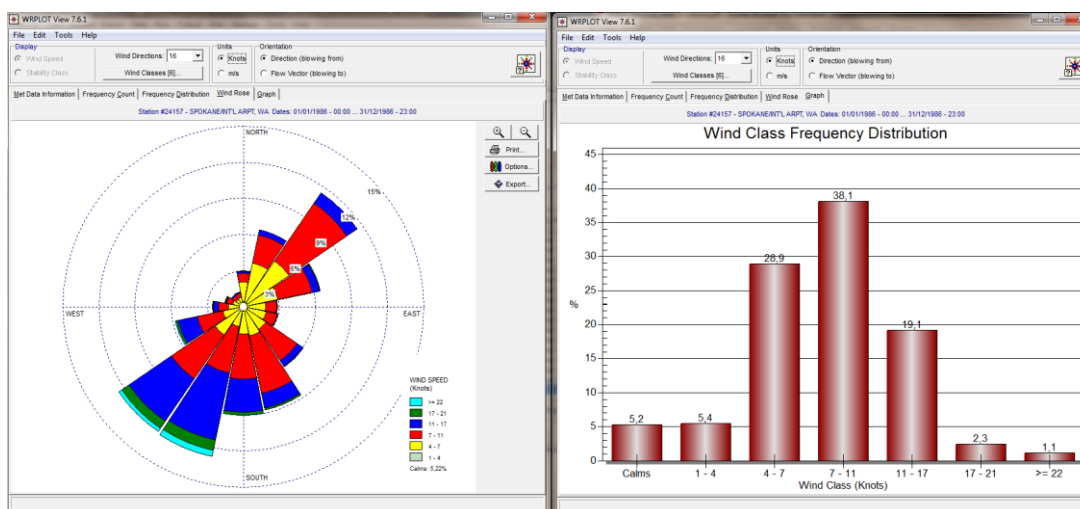 WRPLOT View 7.6.1
File Edit Tools Help
Display
Wind Speed
Stability Class
Wind Directions: 16
Wind Classes [6]...
Units
Knots
m/s
Orientation
Direction (blowing from)
Flow Vector (blowing to)
Met Data Information Frequency Count Frequency Distribution Wind Rose Graph
Station #24157 - SPOKANE/INT'L ARPT, WA Dates: 01/01/1986 - 00:00 ... 31/12/1986 - 23:00
NORTH
15%
12%
9%
6%
3%
WEST
EAST
SOUTH
WIND SPEED
(Knots)
>= 22
17 - 21
11 - 17
7 - 11
4 - 7
1 - 4
Calms: 5,22%
Print...
Options...
Export...
WRPLOT View 7.6.1
File Edit Tools Help
Display
Wind Speed
Stability Class
Wind Directions: 16
Wind Classes [6]...
Units
Knots
m/s
Orientation
Direction (blowing from)
Flow Vector (blowing to)
Met Data Information Frequency Count Frequency Distribution Wind Rose Graph
Station #24157 - SPOKANE/INT'L ARPT, WA Dates: 01/01/1986 - 00:00 ... 31/12/1986 - 23:00
Wind Class Frequency Distribution
45
40
35
30
25
20
15
10
5
0
%
5,2
5,4
28,9
38,1
19,1
2,3
1,1
Calms 1 - 4 4 - 7 7 - 11 11 - 17 17 - 21 >= 22
Wind Class (Knots)